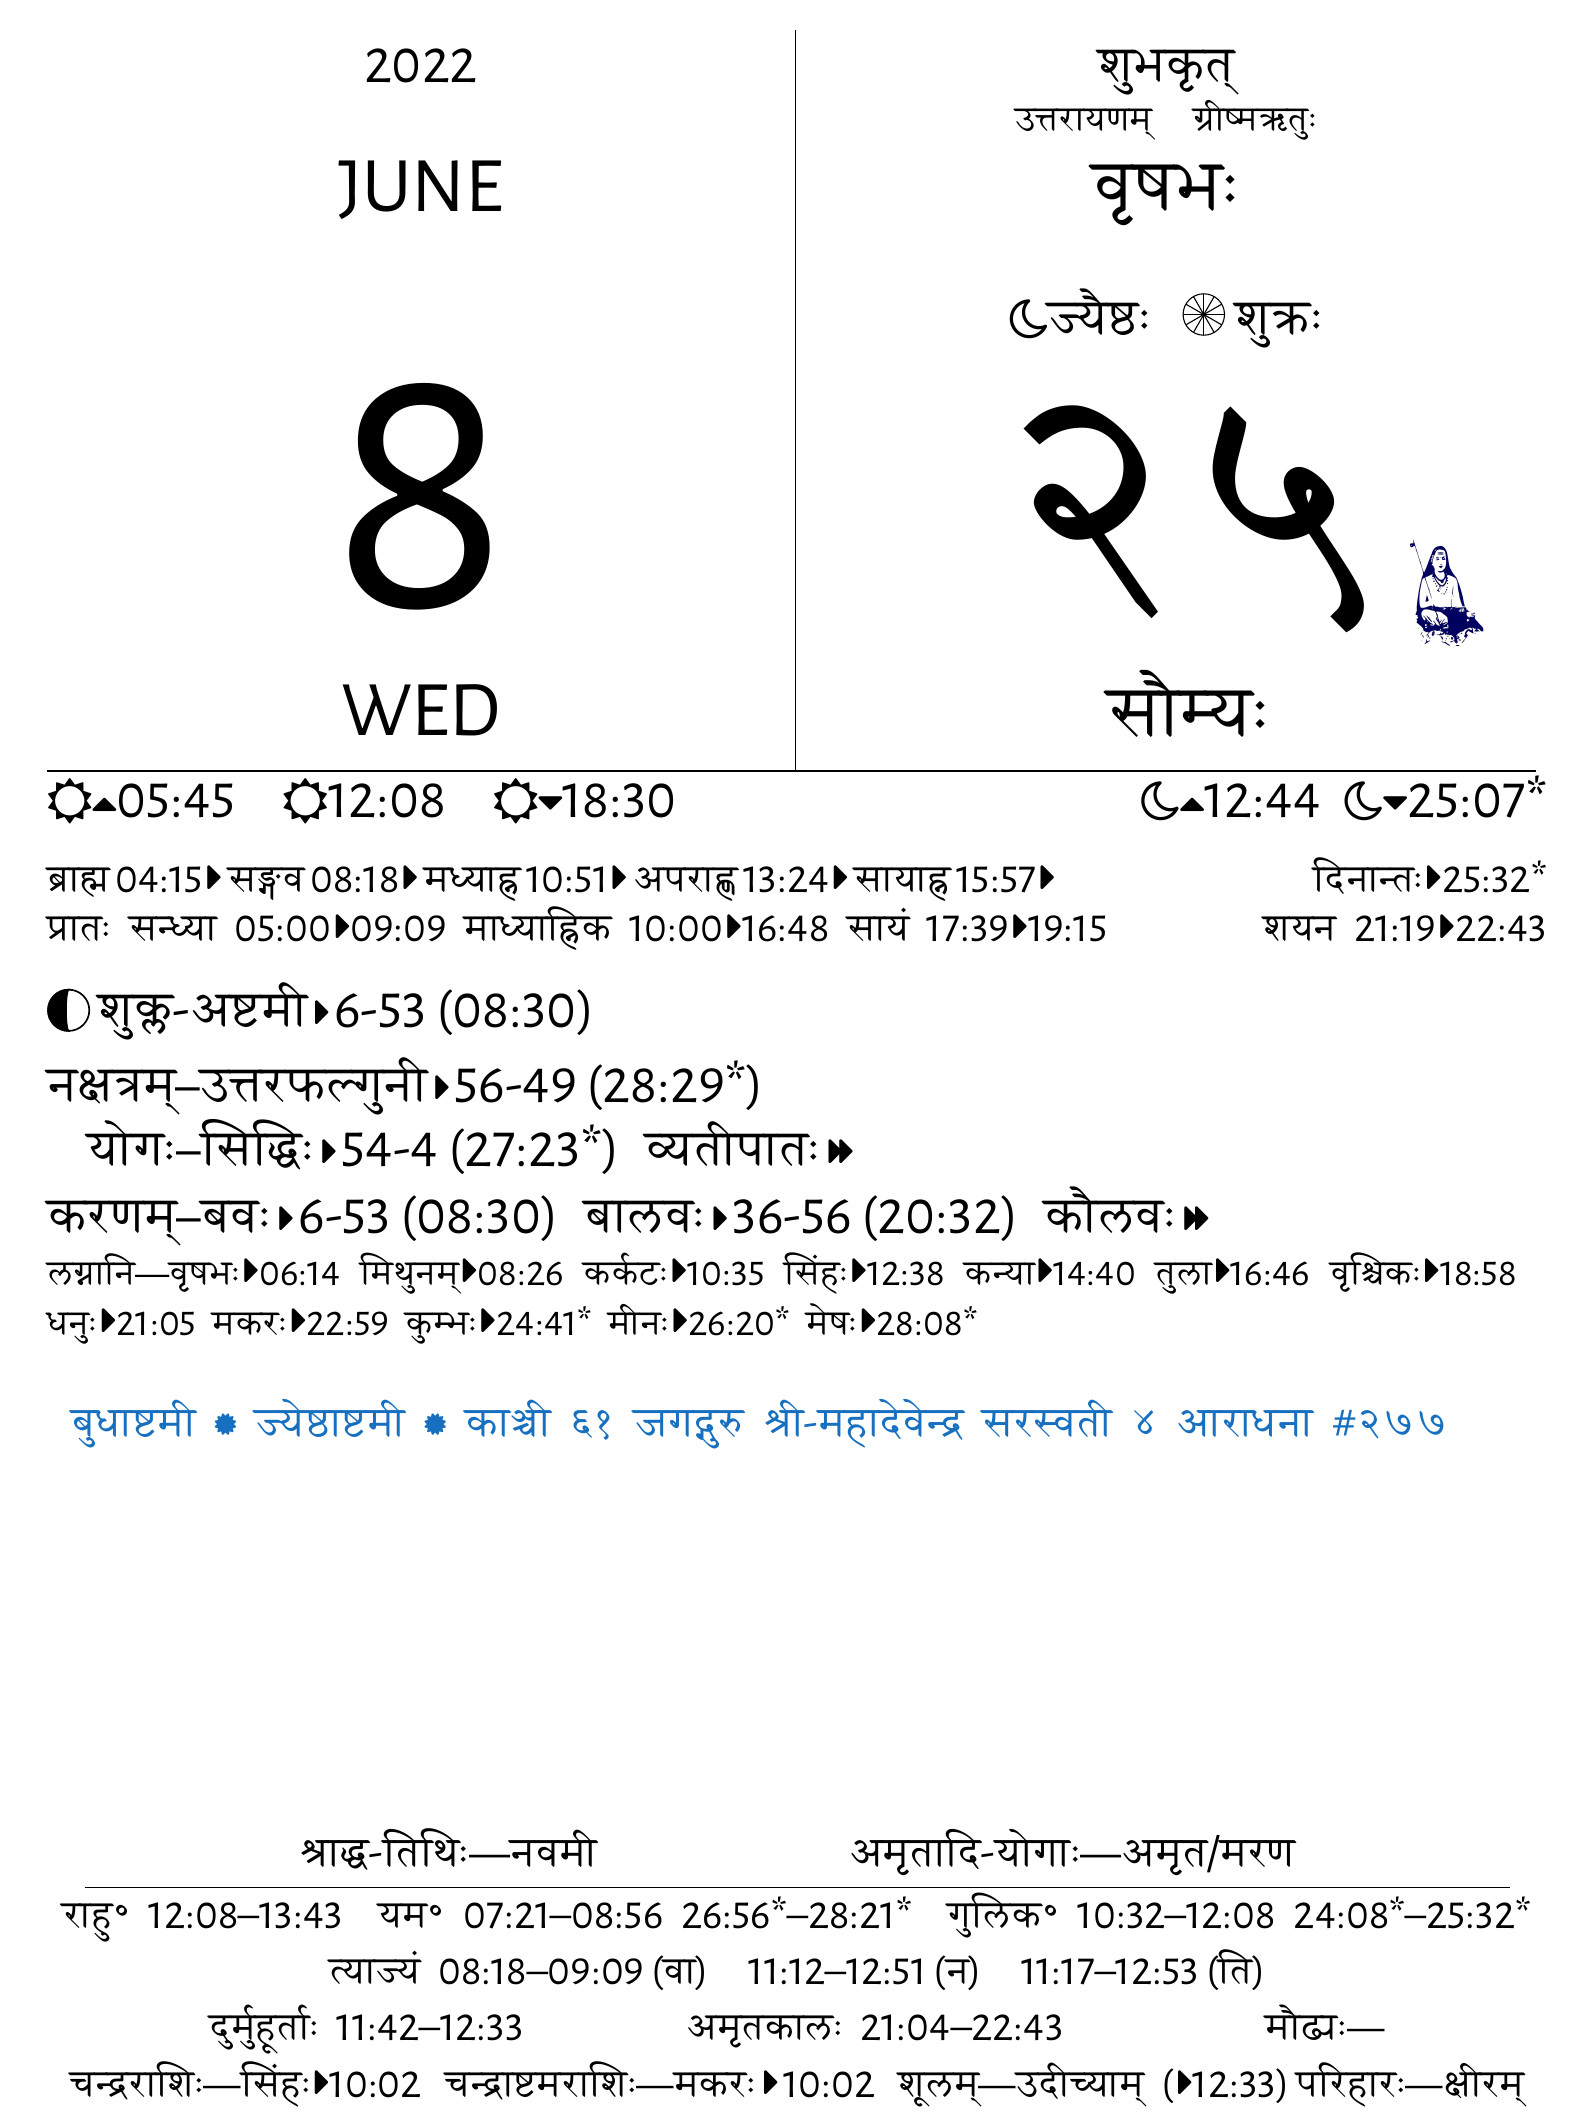 2022
JUNE
8
WED
शुभकृत्
उत्तरायणम् ग्रीष्मऋतुः
वृषभः
ज्यैष्ठः शुक्रः
२५
सौम्यः
05:45 12:08 18:30 12:44 25:07*
ब्राह्म 04:15 सङ्गव 08:18 मध्याह्न 10:51 अपराह्ण 13:24 सायाह्न 15:57 दिनान्तः 25:32*
प्रातः सन्ध्या 05:00 09:09 माध्याह्निक 10:00 16:48 सायं 17:39 19:15 शयन 21:19 22:43
शुक्ल-अष्टमी 6-53 (08:30)
नक्षत्रम्–उत्तरफल्गुनी 56-49 (28:29*)
योगः–सिद्धिः 54-4 (27:23*) व्यतीपातः
करणम्–बवः 6-53 (08:30) बालवः 36-56 (20:32) कौलवः
लग्नानि—वृषभः 06:14 मिथुनम् 08:26 कर्कटः 10:35 सिंहः 12:38 कन्या 14:40 तुला 16:46 वृश्चिकः 18:58
धनुः 21:05 मकरः 22:59 कुम्भः 24:41* मीनः 26:20* मेषः 28:08*
बुधाष्टमी ज्येष्ठाष्टमी काञ्ची ६१ जगद्गुरु श्री-महादेवेन्द्र सरस्वती ४ आराधना #२७७
श्राद्ध-तिथिः—नवमी अमृतादि-योगाः—अमृत/मरण
राहु॰ 12:08–13:43 यम॰ 07:21–08:56 26:56*–28:21* गुलिक॰ 10:32–12:08 24:08*–25:32*
त्याज्यं 08:18–09:09 (वा) 11:12–12:51 (न) 11:17–12:53 (ति)
दुर्मुहूर्ताः 11:42–12:33 अमृतकालः 21:04–22:43 मौढ्यः—
चन्द्रराशिः—सिंहः 10:02 चन्द्राष्टमराशिः—मकरः 10:02 शूलम्—उदीच्याम् (12:33) परिहारः—क्षीरम्